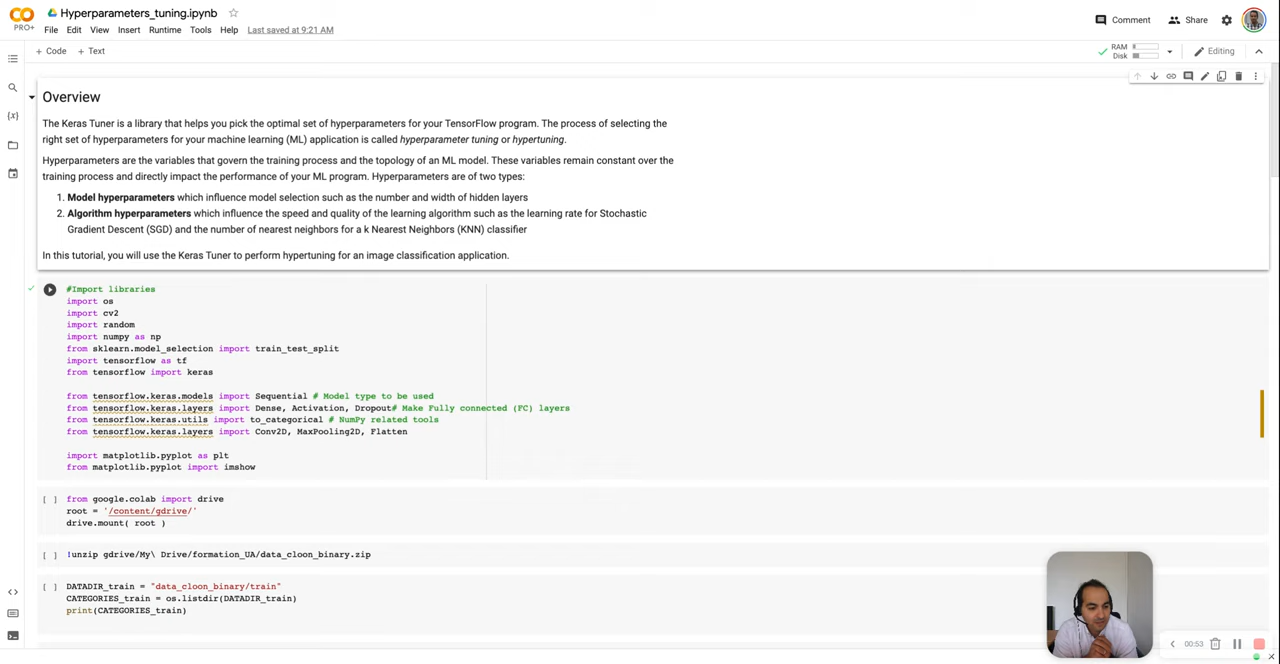 Hyperparameters_tuning.ipynb
PRO+
File Edit View Insert Runtime Tools Help Last saved at 9:21 AM
Comment Share
+ Code + Text
RAM
Disk
Editing
Overview
The Keras Tuner is a library that helps you pick the optimal set of hyperparameters for your TensorFlow program. The process of selecting the
right set of hyperparameters for your machine learning (ML) application is called hyperparameter tuning or hypertuning.
Hyperparameters are the variables that govern the training process and the topology of an ML model. These variables remain constant over the
training process and directly impact the performance of your ML program. Hyperparameters are of two types:
1. Model hyperparameters which influence model selection such as the number and width of hidden layers
2. Algorithm hyperparameters which influence the speed and quality of the learning algorithm such as the learning rate for Stochastic
Gradient Descent (SGD) and the number of nearest neighbors for a k Nearest Neighbors (KNN) classifier
In this tutorial, you will use the Keras Tuner to perform hypertuning for an image classification application.
#Import libraries
import os
import cv2
import random
import numpy as np
from sklearn.model_selection import train_test_split
import tensorflow as tf
from tensorflow import keras
from tensorflow.keras.models import Sequential # Model type to be used
from tensorflow.keras.layers import Dense, Activation, Dropout# Make Fully connected (FC) layers
from tensorflow.keras.utils import to_categorical # NumPy related tools
from tensorflow.keras.layers import Conv2D, MaxPooling2D, Flatten
import matplotlib.pyplot as plt
from matplotlib.pyplot import imshow
[ ] from google.colab import drive
root = '/content/gdrive/'
drive.mount( root )
[ ] !unzip gdrive/My\ Drive/formation_UA/data_cloon_binary.zip
[ ] DATADIR_train = "data_cloon_binary/train"
CATEGORIES_train = os.listdir(DATADIR_train)
print(CATEGORIES_train)
00:53